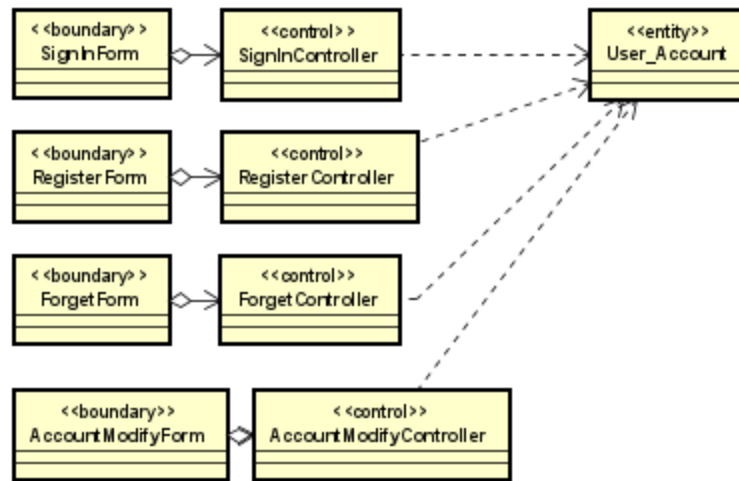 <<boundary>>
SignInForm
<<control>>
SignInController
<<entity>>
User_Account
<<boundary>>
RegisterForm
<<control>>
RegisterController
<<boundary>>
ForgetForm
<<control>>
ForgetController
<<boundary>>
AccountModifyForm
<<control>>
AccountModifyController